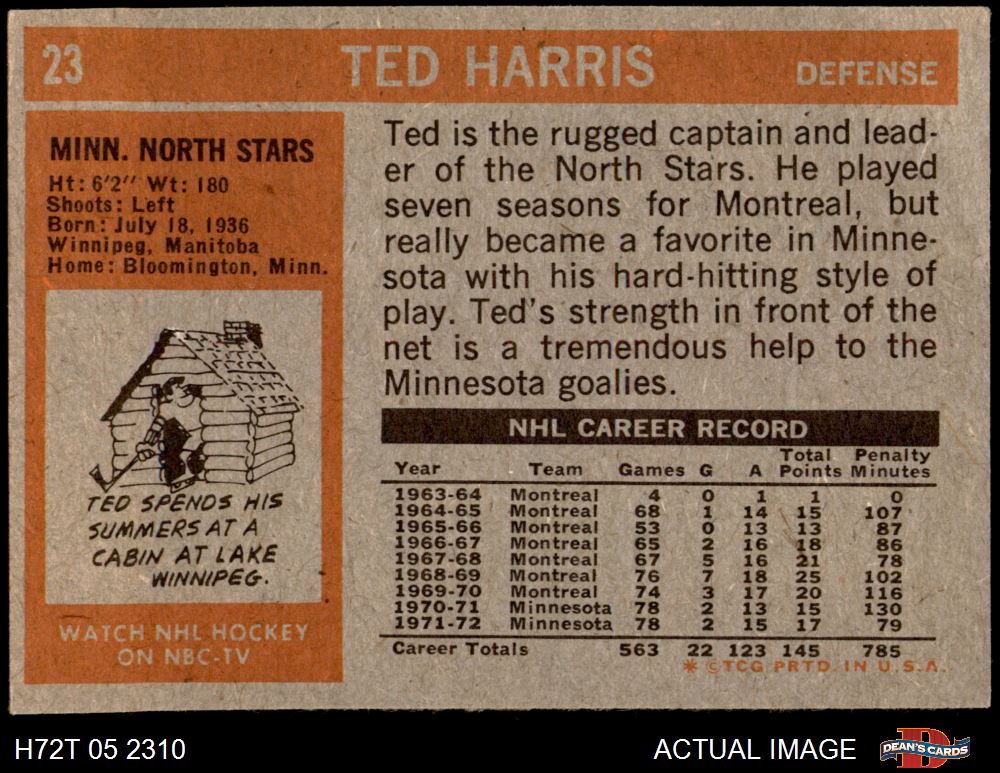 23 TED HARRIS DEFENSE
MINN. NORTH STARS
Ht: 6'2" Wt: 180
Shoots: Left
Born: July 18, 1936
Winnipeg, Manitoba
Home: Bloomington, Minn.
TED SPENDS HIS
SUMMERS AT A
CABIN AT LAKE
WINNIPEG.
WATCH NHL HOCKEY
ON NBC-TV
Ted is the rugged captain and lead-
er of the North Stars. He played
seven seasons for Montreal, but
really became a favorite in Minne-
sota with his hard-hitting style of
play. Ted's strength in front of the
net is a tremendous help to the
Minnesota goalies.
NHL CAREER RECORD
Total Penalty
Year Team Games G A Points Minutes
1963-64 Montreal 4 0 1 1 0
1964-65 Montreal 68 1 14 15 107
1965-66 Montreal 53 0 13 13 87
1966-67 Montreal 65 2 16 18 86
1967-68 Montreal 67 5 16 21 78
1968-69 Montreal 76 7 18 25 102
1969-70 Montreal 74 3 17 20 116
1970-71 Minnesota 78 2 13 15 130
1971-72 Minnesota 78 2 15 17 79
Career Totals 563 22 123 145 785
* © TCG PRTD. IN U.S.A.
H72T 05 2310 ACTUAL IMAGE DEAN'S CARDS